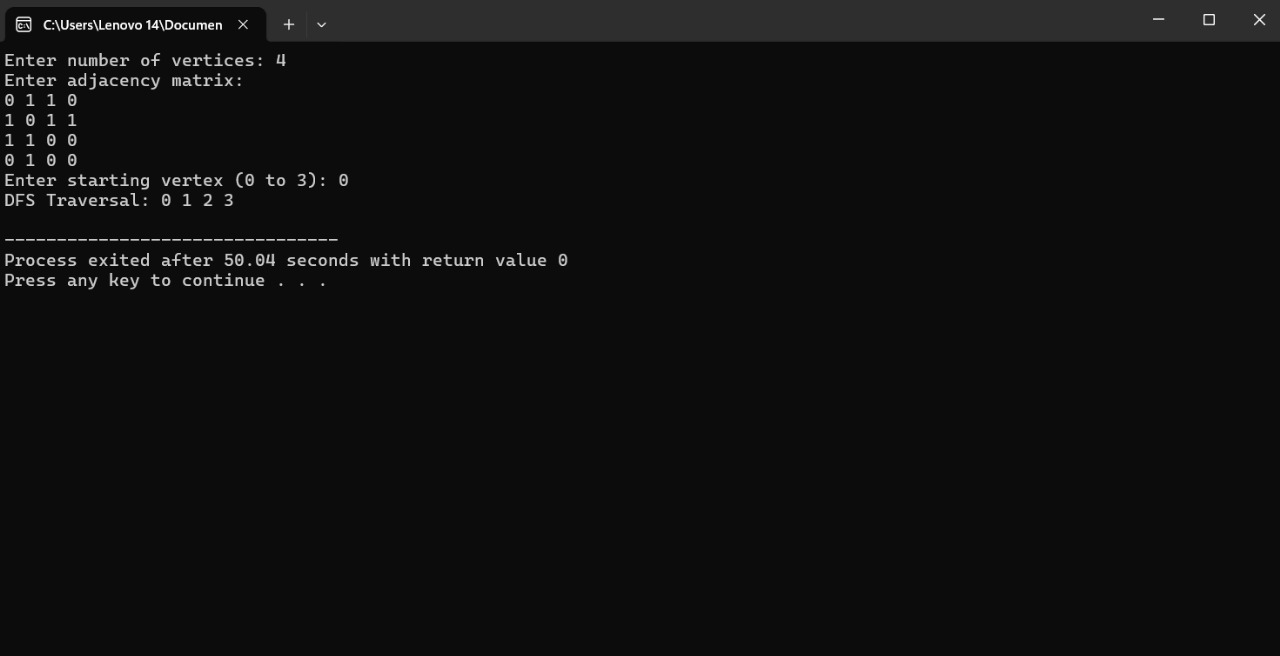 C:\Users\Lenovo 14\Documen
Enter number of vertices: 4
Enter adjacency matrix:
0 1 1 0
1 0 1 1
1 1 0 0
0 1 0 0
Enter starting vertex (0 to 3): 0
DFS Traversal: 0 1 2 3
--------------------------------
Process exited after 50.04 seconds with return value 0
Press any key to continue . . .